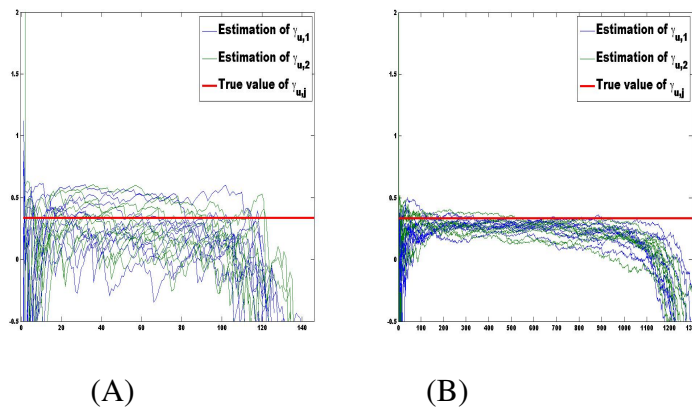 2
1.5
1
0.5
0
-0.5
0 20 40 60 80 100 120 140
Estimation of γu,1
Estimation of γu,2
True value of γu,j
2
1.5
1
0.5
0
-0.5
0 100 200 300 400 500 600 700 800 900 1000 1100 1200 1300
Estimation of γu,1
Estimation of γu,2
True value of γu,j
(A) (B)